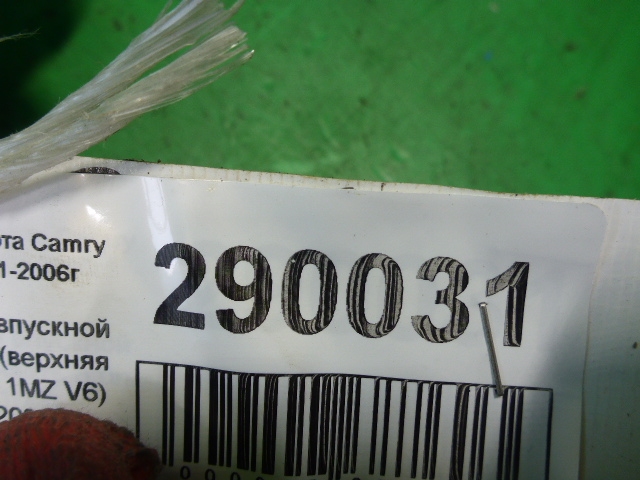 ота Camry
1-2006г
290031
впускной
(верхняя
1MZ V6)